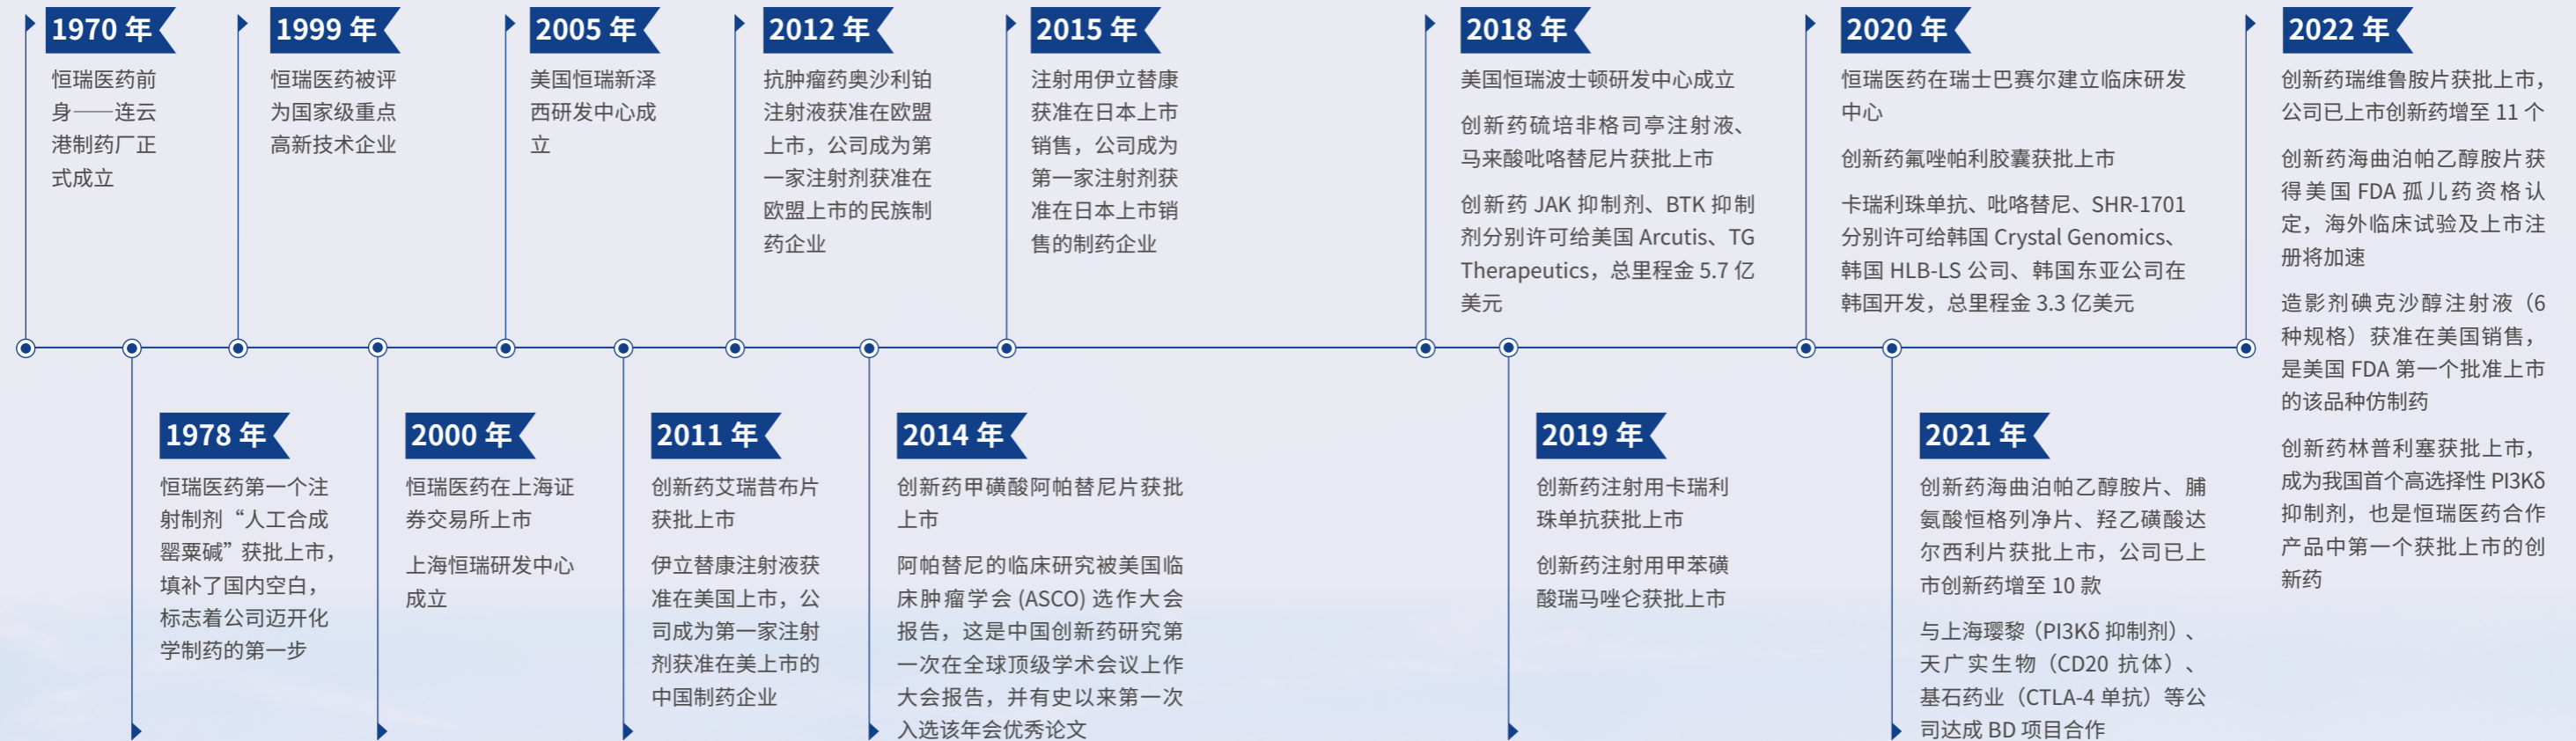 1970 年
恒瑞医药前
身——连云
港制药厂正
式成立
1999 年
恒瑞医药被评
为国家级重点
高新技术企业
2005 年
美国恒瑞新泽
西研发中心成
立
2012 年
抗肿瘤药奥沙利铂
注射液获准在欧盟
上市，公司成为第
一家注射剂获准在
欧盟上市的民族制
药企业
2015 年
注射用伊立替康
获准在日本上市
销售，公司成为
第一家注射剂获
准在日本上市销
售的制药企业
2018 年
美国恒瑞波士顿研发中心成立
创新药硫培非格司亭注射液、
马来酸吡咯替尼片获批上市
创新药 JAK 抑制剂、BTK 抑制
剂分别许可给美国 Arcutis、TG
Therapeutics，总里程金 5.7 亿
美元
2020 年
恒瑞医药在瑞士巴赛尔建立临床研发
中心
创新药氟唑帕利胶囊获批上市
卡瑞利珠单抗、吡咯替尼、SHR-1701
分别许可给韩国 Crystal Genomics、
韩国 HLB-LS 公司、韩国东亚公司在
韩国开发，总里程金 3.3 亿美元
2022 年
创新药瑞维鲁胺片获批上市，
公司已上市创新药增至 11 个
创新药海曲泊帕乙醇胺片获
得美国 FDA 孤儿药资格认
定，海外临床试验及上市注
册将加速
造影剂碘克沙醇注射液（6
种规格）获准在美国销售，
是美国 FDA 第一个批准上市
的该品种仿制药
创新药林普利塞获批上市，
成为我国首个高选择性 PI3Kδ
抑制剂，也是恒瑞医药合作
产品中第一个获批上市的创
新药
1978 年
恒瑞医药第一个注
射制剂“人工合成
罂粟碱”获批上市，
填补了国内空白，
标志着公司迈开化
学制药的第一步
2000 年
恒瑞医药在上海证
券交易所上市
上海恒瑞研发中心
成立
2011 年
创新药艾瑞昔布片
获批上市
伊立替康注射液获
准在美国上市，公
司成为第一家注射
剂获准在美上市的
中国制药企业
2014 年
创新药甲磺酸阿帕替尼片获批
上市
阿帕替尼的临床研究被美国临
床肿瘤学会 (ASCO) 选作大会
报告，这是中国创新药研究第
一次在全球顶级学术会议上作
大会报告，并有史以来第一次
入选该年会优秀论文
2019 年
创新药注射用卡瑞利
珠单抗获批上市
创新药注射用甲苯磺
酸瑞马唑仑获批上市
2021 年
创新药海曲泊帕乙醇胺片、脯
氨酸恒格列净片、羟乙磺酸达
尔西利片获批上市，公司已上
市创新药增至 10 款
与上海璎黎（PI3Kδ 抑制剂）、
天广实生物（CD20 抗体）、
基石药业（CTLA-4 单抗）等公
司达成 BD 项目合作